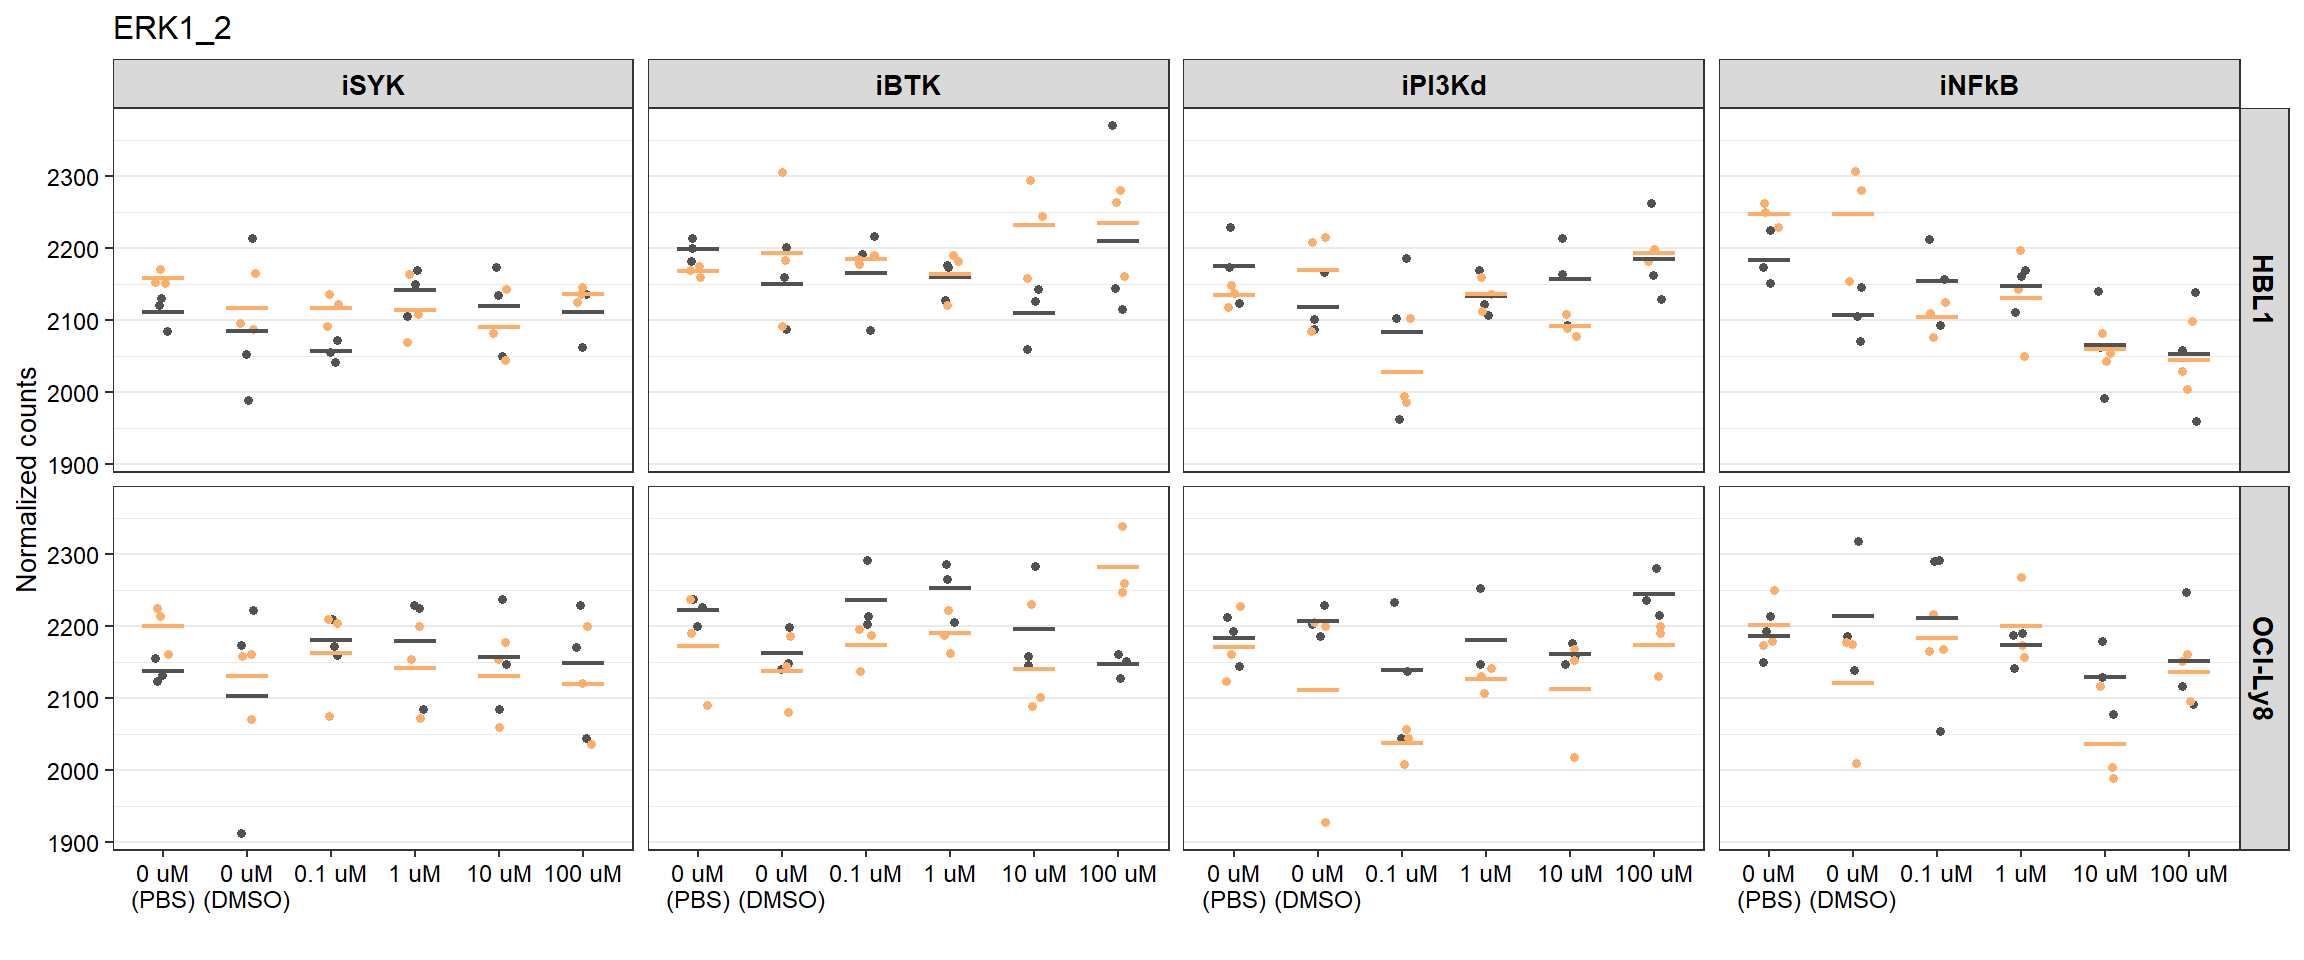 ERK1_2
iSYK
iBTK
iPI3Kd
iNFkB
Normalized counts
2300
2200
2100
2000
1900
HBL1
2300
2200
2100
2000
1900
OCI-Ly8
0 uM 0 uM 0.1 uM 1 uM 10 uM 100 uM
(PBS) (DMSO)
0 uM 0 uM 0.1 uM 1 uM 10 uM 100 uM
(PBS) (DMSO)
0 uM 0 uM 0.1 uM 1 uM 10 uM 100 uM
(PBS) (DMSO)
0 uM 0 uM 0.1 uM 1 uM 10 uM 100 uM
(PBS) (DMSO)